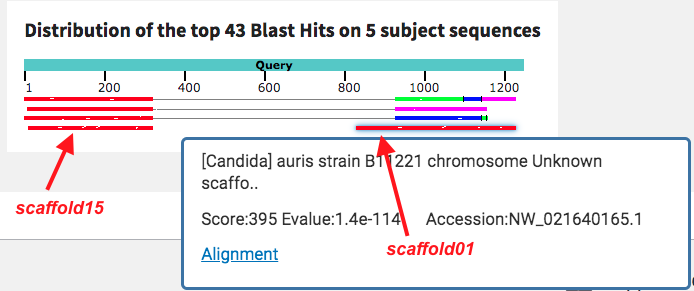 Distribution of the top 43 Blast Hits on 5 subject sequences
Query
1 200 400 600 800 1000 1200
[Candida] auris strain B11221 chromosome Unknown
scaffo..
scaffold15
Score:395 Evalue:1.4e-114 Accession:NW_021640165.1
scaffold01
Alignment